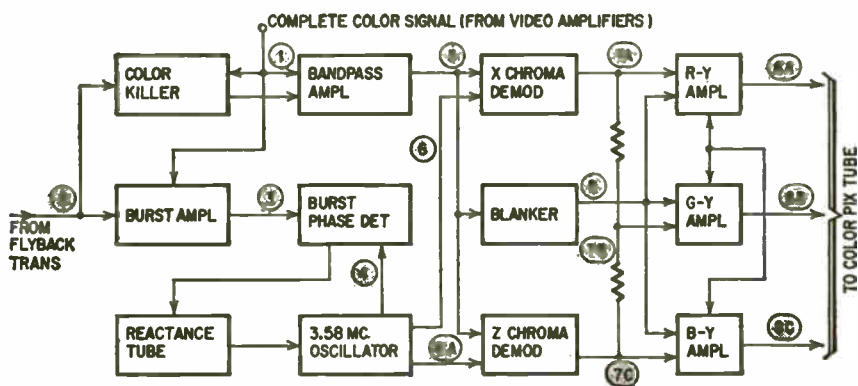 COMPLETE COLOR SIGNAL (FROM VIDEO AMPLIFIERS)
1
COLOR
KILLER
BANDPASS
AMPL
X CHROMA
DEMOD
R-Y
AMPL
6
FROM
FLYBACK
TRANS
BURST AMPL
BURST
PHASE DET
BLANKER
G-Y
AMPL
TO COLOR PIX TUBE
REACTANCE
TUBE
3.58 MC.
OSCILLATOR
Z CHROMA
DEMOD
7C
B-Y
AMPL